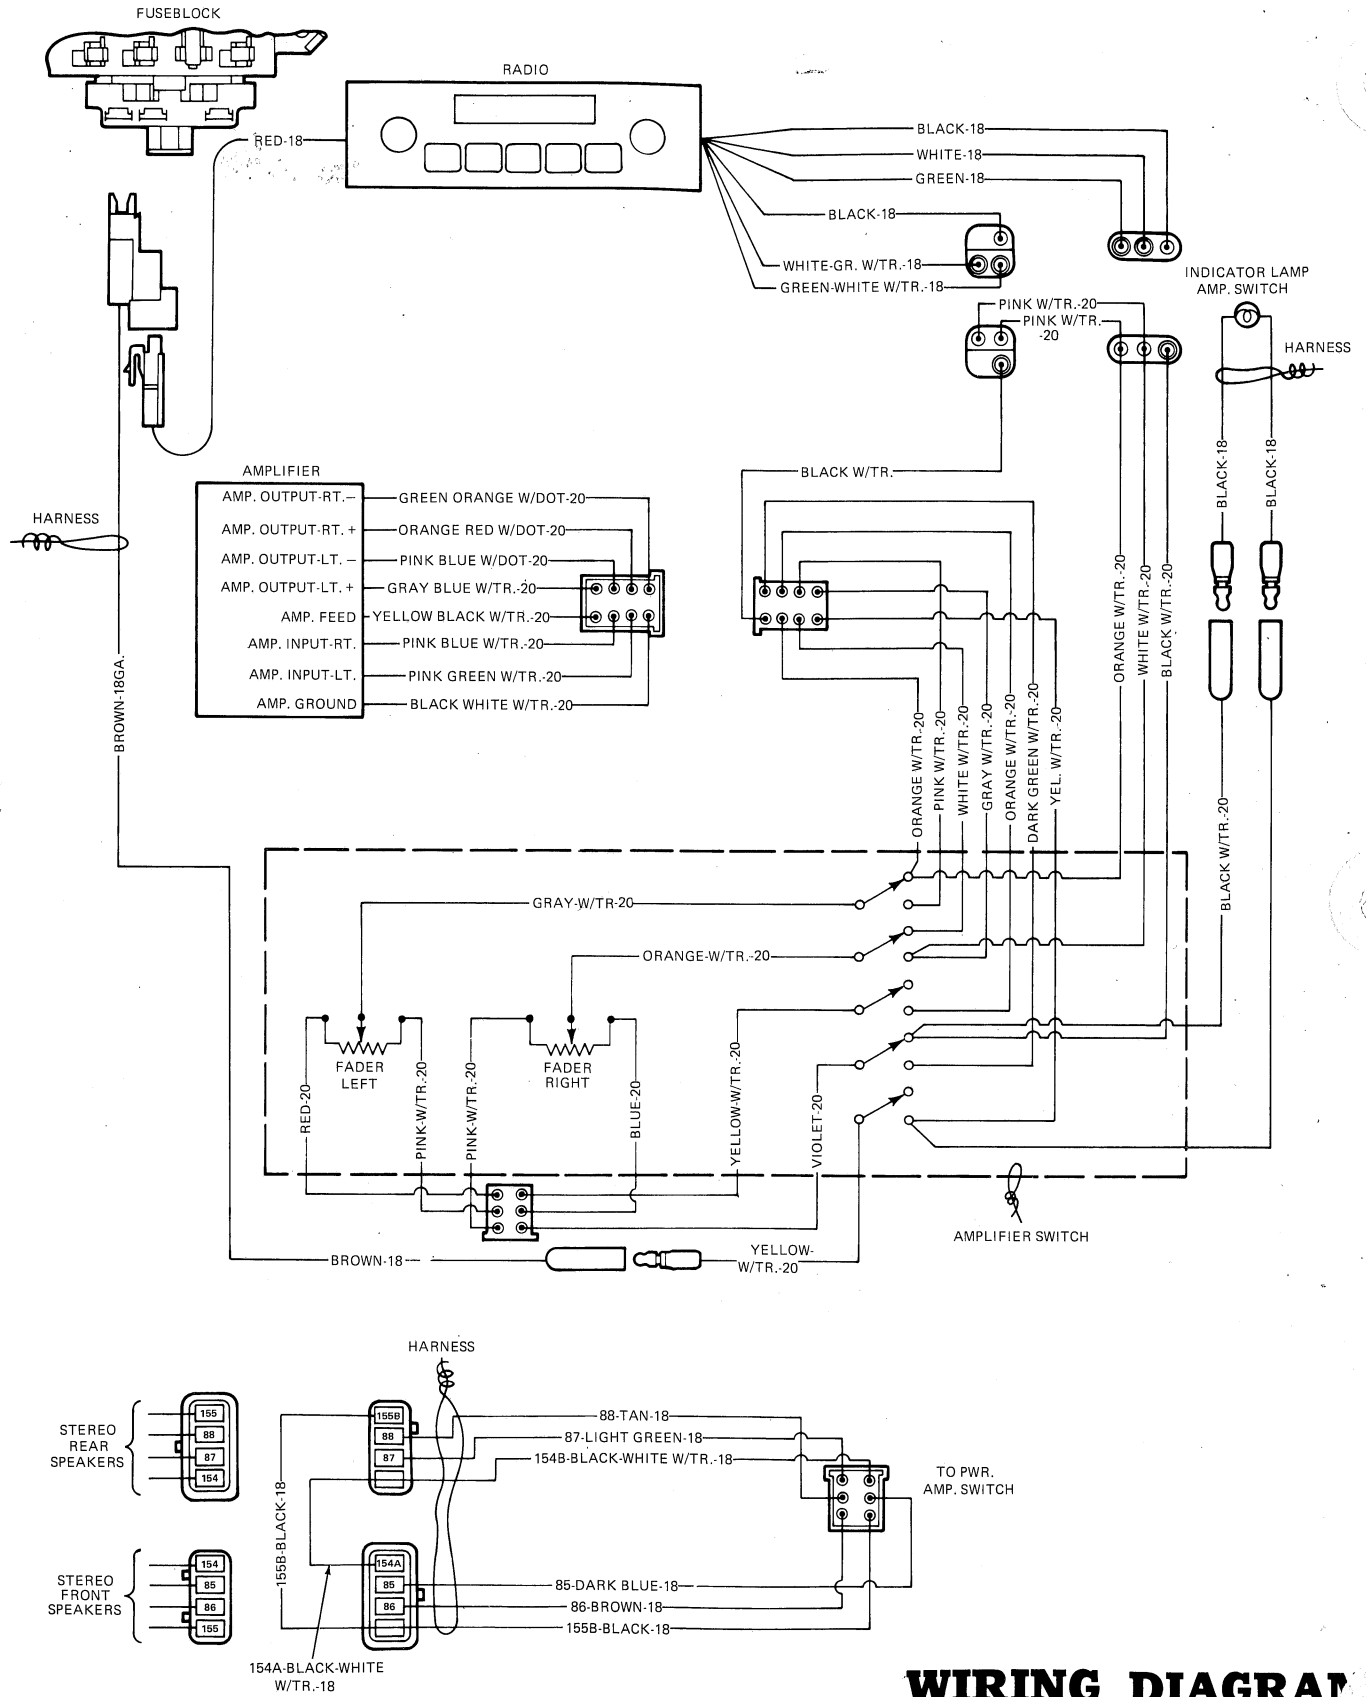 FUSEBLOCK
RADIO
RED-18
BLACK-18
WHITE-18
GREEN-18
BLACK-18
WHITE-GR. W/TR.-18
GREEN-WHITE W/TR.-18
INDICATOR LAMP
AMP. SWITCH
PINK W/TR.-20
PINK W/TR.
-20
HARNESS
BLACK-18
BLACK-18
BLACK W/TR.
AMPLIFIER
AMP. OUTPUT-RT.- GREEN ORANGE W/DOT-20
AMP. OUTPUT-RT. + ORANGE RED W/DOT-20
AMP. OUTPUT-LT. - PINK BLUE W/DOT-20
AMP. OUTPUT-LT. + GRAY BLUE W/TR.-20
AMP. FEED YELLOW BLACK W/TR.-20
AMP. INPUT-RT. PINK BLUE W/TR.-20
AMP. INPUT-LT. PINK GREEN W/TR.-20
AMP. GROUND BLACK WHITE W/TR.-20
HARNESS
BROWN-18GA.
ORANGE W/TR.-20
WHITE W/TR.-20
BLACK W/TR.-20
ORANGE W/TR.-20
PINK W/TR.-20
WHITE W/TR.-20
GRAY W/TR.-20
ORANGE W/TR.-20
DARK GREEN W/TR.-20
YEL. W/TR.-20
BLACK W/TR.-20
GRAY-W/TR-20
ORANGE-W/TR.-20
FADER
LEFT
FADER
RIGHT
RED-20
PINK-W/TR.-20
PINK-W/TR.-20
BLUE-20
YELLOW-W/TR.-20
VIOLET-20
AMPLIFIER SWITCH
BROWN-18
YELLOW-
W/TR.-20
HARNESS
STEREO
REAR
SPEAKERS
155
88
87
154
155B
88
87
88-TAN-18
87-LIGHT GREEN-18
154B-BLACK-WHITE W/TR.-18
TO PWR.
AMP. SWITCH
155B-BLACK-18
STEREO
FRONT
SPEAKERS
154
85
86
155
154A
85
86
85-DARK BLUE-18
86-BROWN-18
155B-BLACK-18
154A-BLACK-WHITE
W/TR.-18
WIRING DIAGRAM